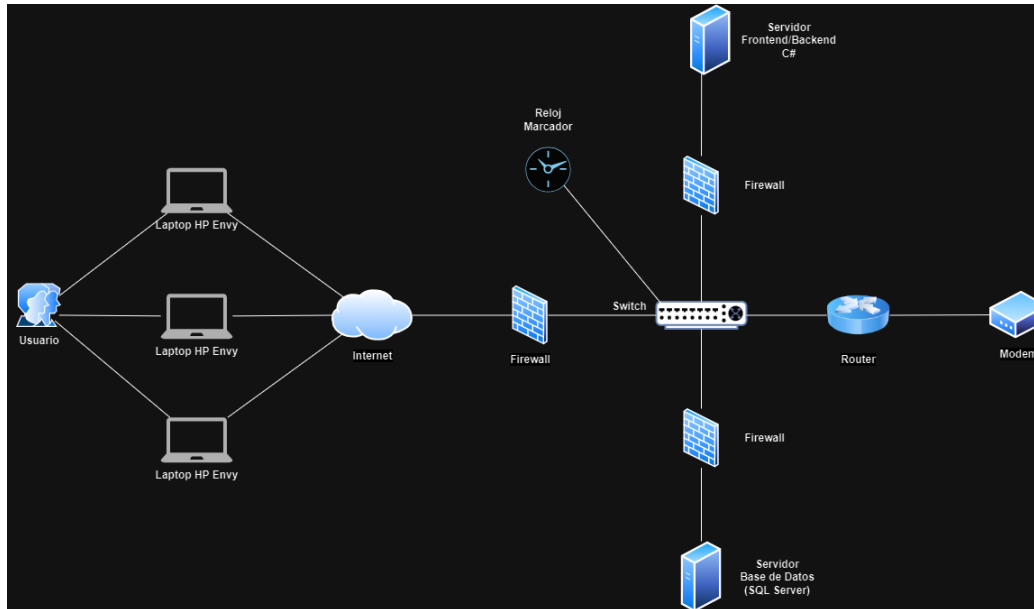 Servidor
Frontend/Backend
C#
Reloj
Marcador
Firewall
Laptop HP Envy
Switch
Usuario
Laptop HP Envy
Internet
Firewall
Router
Modem
Firewall
Laptop HP Envy
Servidor
Base de Datos
(SQL Server)